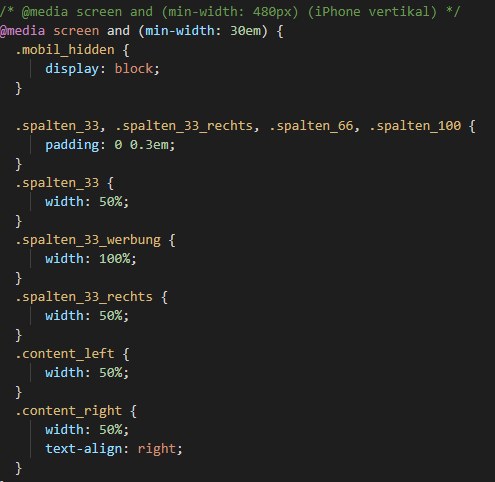 /* @media screen and (min-width: 480px) (iPhone vertikal) */
@media screen and (min-width: 30em) {
.mobil_hidden {
display: block;
}
.spalten_33, .spalten_33_rechts, .spalten_66, .spalten_100 {
padding: 0 0.3em;
}
.spalten_33 {
width: 50%;
}
.spalten_33_werbung {
width: 100%;
}
.spalten_33_rechts {
width: 50%;
}
.content_left {
width: 50%;
}
.content_right {
width: 50%;
text-align: right;
}